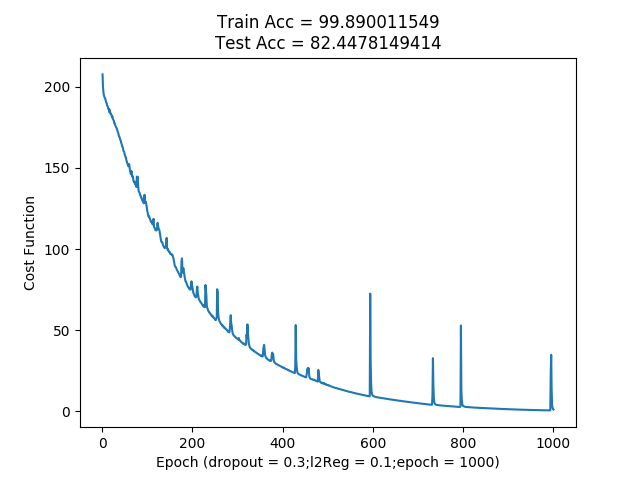 Train Acc = 99.890011549
Test Acc = 82.4478149414
200
150
100
50
0
Cost Function
0 200 400 600 800 1000
Epoch (dropout = 0.3;l2Reg = 0.1;epoch = 1000)